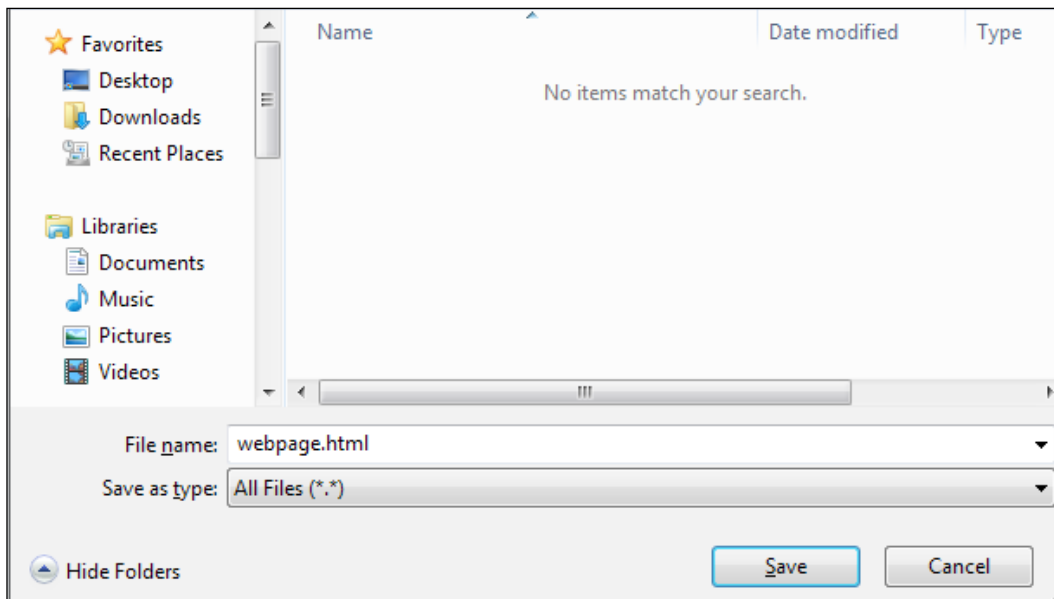 Favorites
Desktop
Downloads
Recent Places
Libraries
Documents
Music
Pictures
Videos
Name Date modified Type
No items match your search.
File name: webpage.html
Save as type: All Files (*.*)
Hide Folders Save Cancel